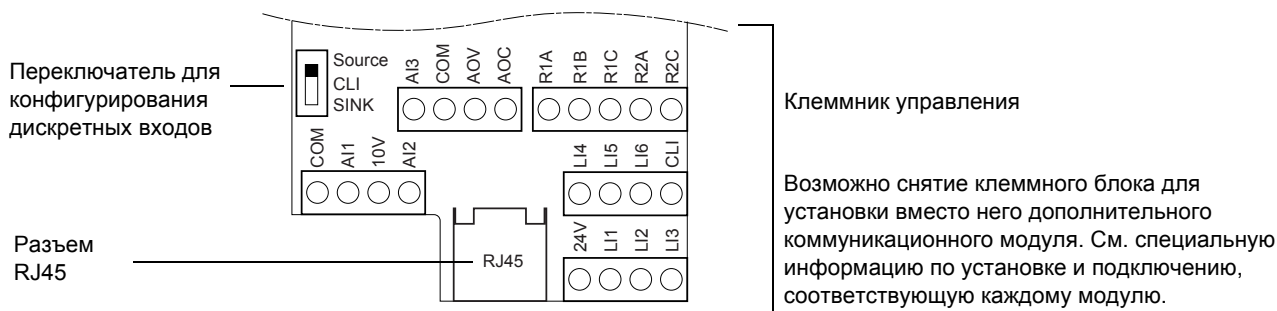 Переключатель для
конфигурирования
дискретных входов
Source
CLI
SINK
AI3 COM AOV AOC
R1A R1B R1C R2A R2C
COM AI1 10V AI2
LI4 LI5 LI6 CLI
24V LI1 LI2 LI3
Разъем
RJ45
RJ45
Клеммник управления
Возможно снятие клеммного блока для
установки вместо него дополнительного
коммуникационного модуля. См. специальную
информацию по установке и подключению,
соответствующую каждому модулю.